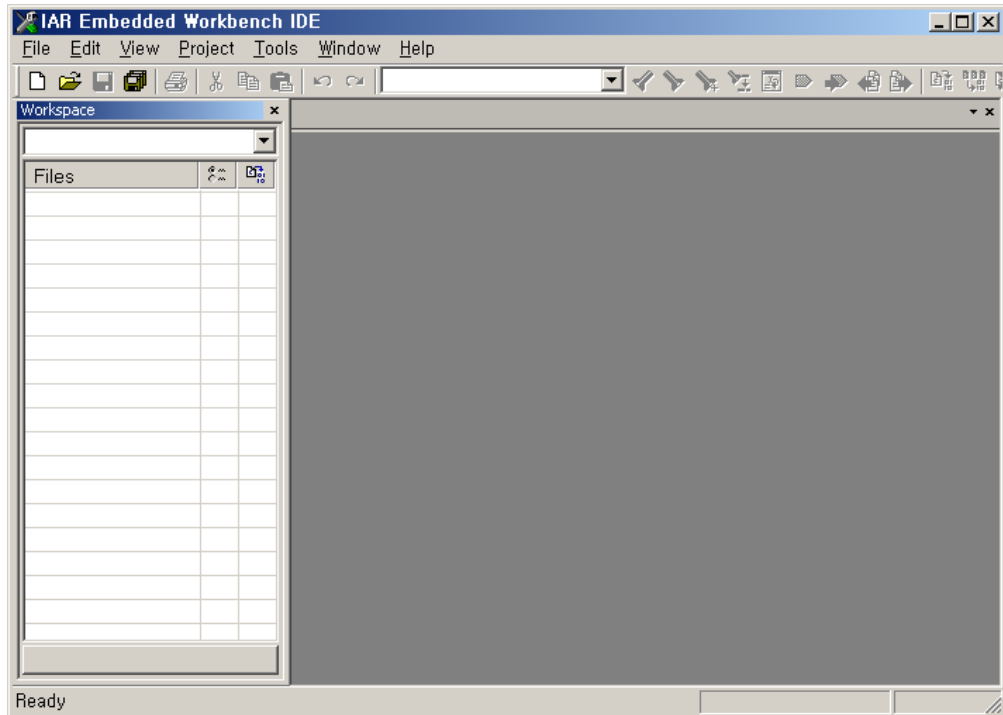 IAR Embedded Workbench IDE
File Edit View Project Tools Window Help
Workspace
Files
Ready